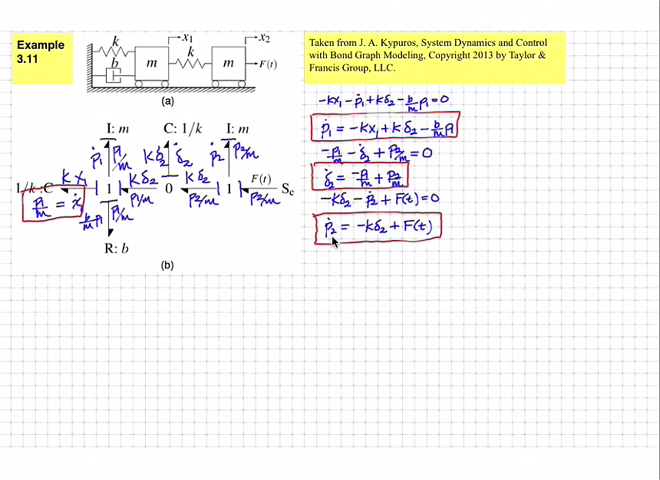 Example
3.11
Taken from J. A. Kypuros, System Dynamics and Control
with Bond Graph Modeling, Copyright 2013 by Taylor &
Francis Group, LLC.
k
b
m
x₁
k
m
x₂
F(t)
(a)
I: m
C: 1/k
I: m
ṗ₁ p₁/m
kδ₂ δ̇₂
ṗ₂ p₂/m
1/k :C
kx₁
1
kδ₂
p₁/m
0
kδ₂
p₂/m
1
F(t)
p₂/m
Sₑ
p₁/m = ẋ₁
b/m p₁
p₁/m
R: b
(b)
-kx₁ - ṗ₁ + kδ₂ - b/m p₁ = 0
ṗ₁ = -kx₁ + kδ₂ - b/m p₁
-p₁/m - δ̇₂ + p₂/m = 0
δ̇₂ = -p₁/m + p₂/m
-kδ₂ - ṗ₂ + F(t) = 0
ṗ₂ = -kδ₂ + F(t)